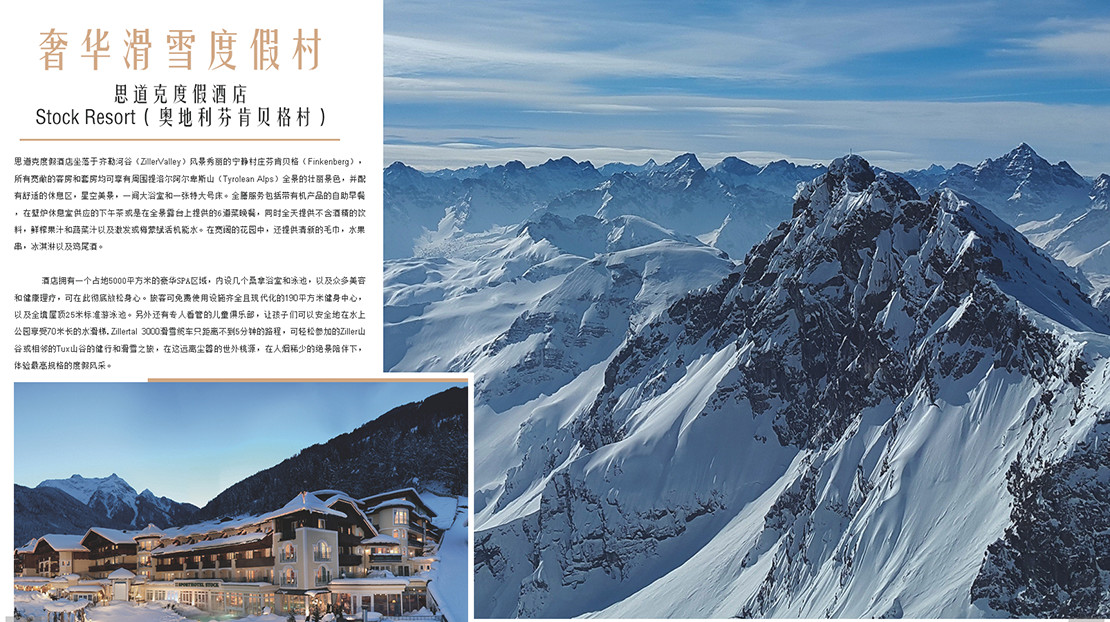 奢华滑雪度假村
思道克度假酒店
Stock Resort（奥地利芬肯贝格村）
思道克度假酒店坐落于齐勒河谷（ZillerValley）风景秀丽的宁静村庄芬肯贝格（Finkenberg），
所有宽敞的客房和套房均可享有周围提洛尔阿尔卑斯山（Tyrolean Alps）全景的壮丽景色，并配
有舒适的休息区，星空美景，一间大浴室和一张特大号床。全膳服务包括带有机产品的自助早餐
，在壁炉休息室供应的下午茶或是在全景露台上提供的6道菜晚餐，同时全天提供不含酒精的饮
料，鲜榨果汁和蔬菜汁以及激发或梅蒙赋活机能水。在宽阔的花园中，还提供清新的毛巾，水果
串，冰淇淋以及鸡尾酒。
酒店拥有一个占地5000平方米的豪华SPA区域，内设几个桑拿浴室和泳池，以及众多美容
和健康理疗，可在此彻底放松身心。旅客可免费使用设施齐全且现代化的190平方米健身中心，
以及全境屋顶25米标准游泳池。另外还有专人看管的儿童俱乐部，让孩子们可以安全地在水上
公园享受70米长的水滑梯。Zillertal 3000滑雪缆车只距离不到5分钟的路程，可轻松参加的Ziller山
谷或相邻的Tux山谷的健行和滑雪之旅，在这远离尘嚣的世外桃源，在人烟稀少的绝景陪伴下，
体验最高规格的度假风采。
SPORTHOTEL STOCK